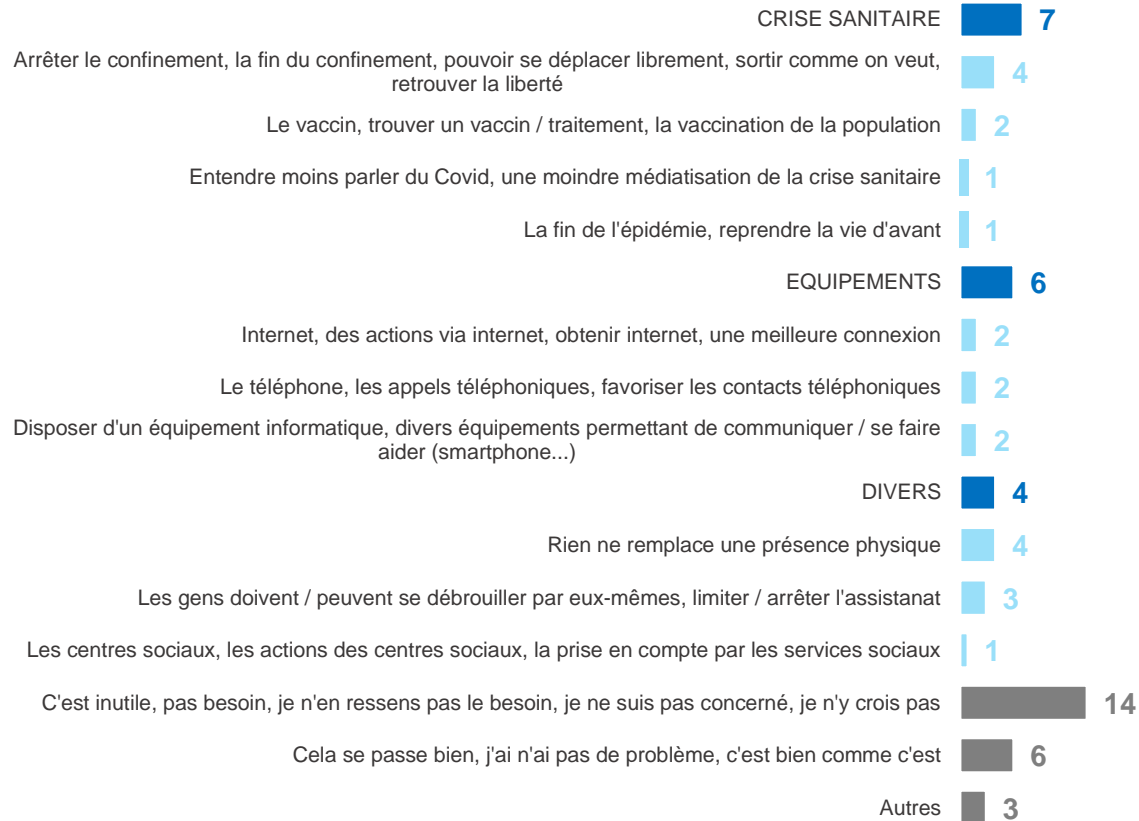 CRISE SANITAIRE 7
Arrêter le confinement, la fin du confinement, pouvoir se déplacer librement, sortir comme on veut,
retrouver la liberté 4
Le vaccin, trouver un vaccin / traitement, la vaccination de la population 2
Entendre moins parler du Covid, une moindre médiatisation de la crise sanitaire 1
La fin de l'épidémie, reprendre la vie d'avant 1
EQUIPEMENTS 6
Internet, des actions via internet, obtenir internet, une meilleure connexion 2
Le téléphone, les appels téléphoniques, favoriser les contacts téléphoniques 2
Disposer d'un équipement informatique, divers équipements permettant de communiquer / se faire
aider (smartphone...) 2
DIVERS 4
Rien ne remplace une présence physique 4
Les gens doivent / peuvent se débrouiller par eux-mêmes, limiter / arrêter l'assistanat 3
Les centres sociaux, les actions des centres sociaux, la prise en compte par les services sociaux 1
C'est inutile, pas besoin, je n'en ressens pas le besoin, je ne suis pas concerné, je n'y crois pas 14
Cela se passe bien, j'ai n'ai pas de problème, c'est bien comme c'est 6
Autres 3